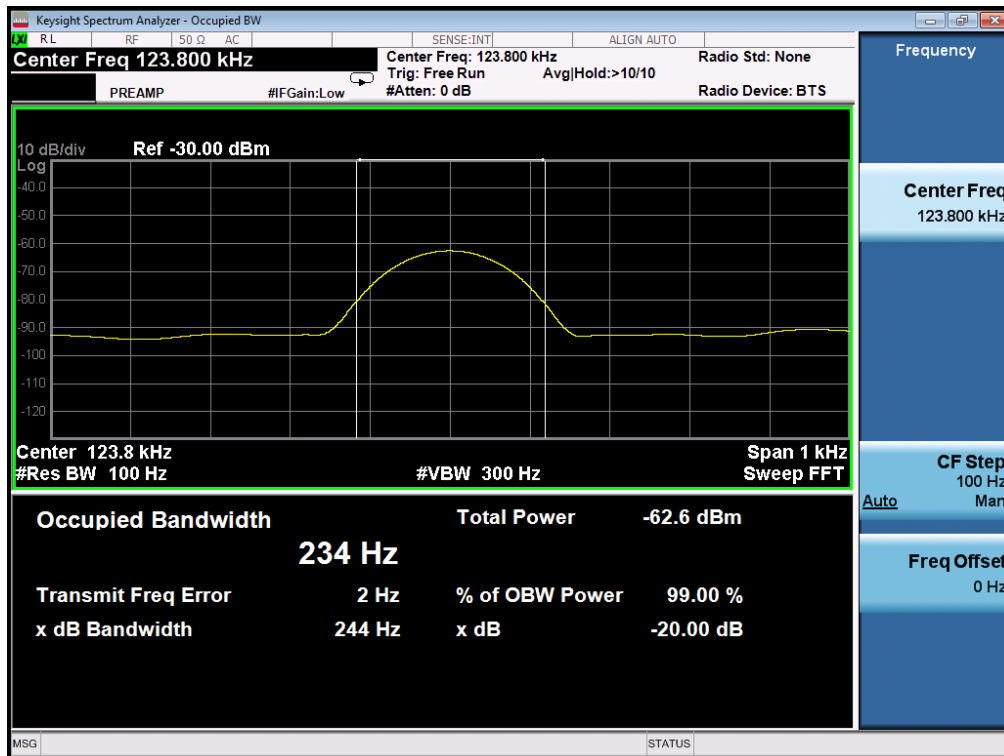 Keysight Spectrum Analyzer - Occupied BW
LXI RL RF 50 Ω AC SENSE:INT ALIGN AUTO
Center Freq 123.800 kHz
Center Freq: 123.800 kHz Radio Std: None
Trig: Free Run Avg|Hold:>10/10
PREAMP #IFGain:Low #Atten: 0 dB Radio Device: BTS
10 dB/div Ref -30.00 dBm
Log
-40.0
-50.0
-60.0
-70.0
-80.0
-90.0
-100
-110
-120
Center 123.8 kHz Span 1 kHz
#Res BW 100 Hz #VBW 300 Hz Sweep FFT
Occupied Bandwidth Total Power -62.6 dBm
234 Hz
Transmit Freq Error 2 Hz % of OBW Power 99.00 %
x dB Bandwidth 244 Hz x dB -20.00 dB
MSG STATUS
Frequency
Center Freq
123.800 kHz
CF Step
100 Hz
Auto Man
Freq Offset
0 Hz